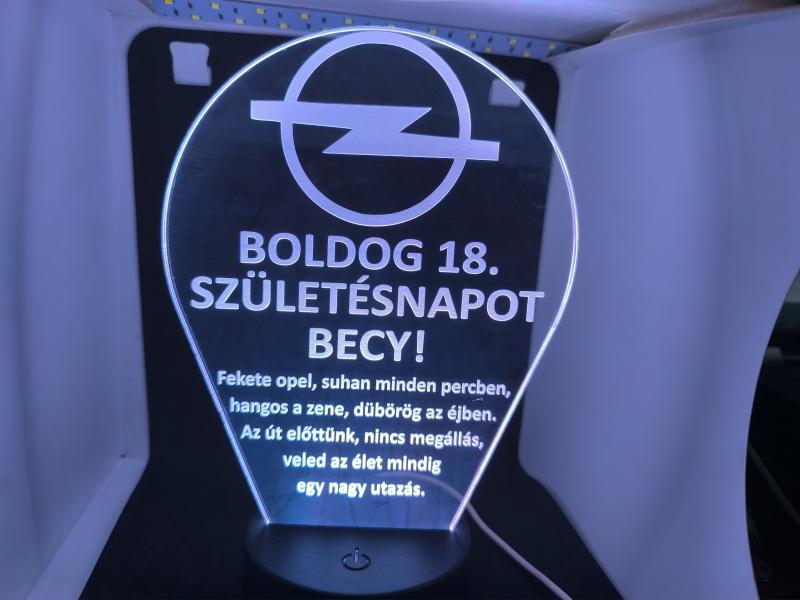 BOLDOG 18.
SZÜLETÉSNAPOT
BECY!
Fekete opel, suhan minden percben,
hangos a zene, dübörög az éjben.
Az út előttünk, nincs megállás,
veled az élet mindig
egy nagy utazás.